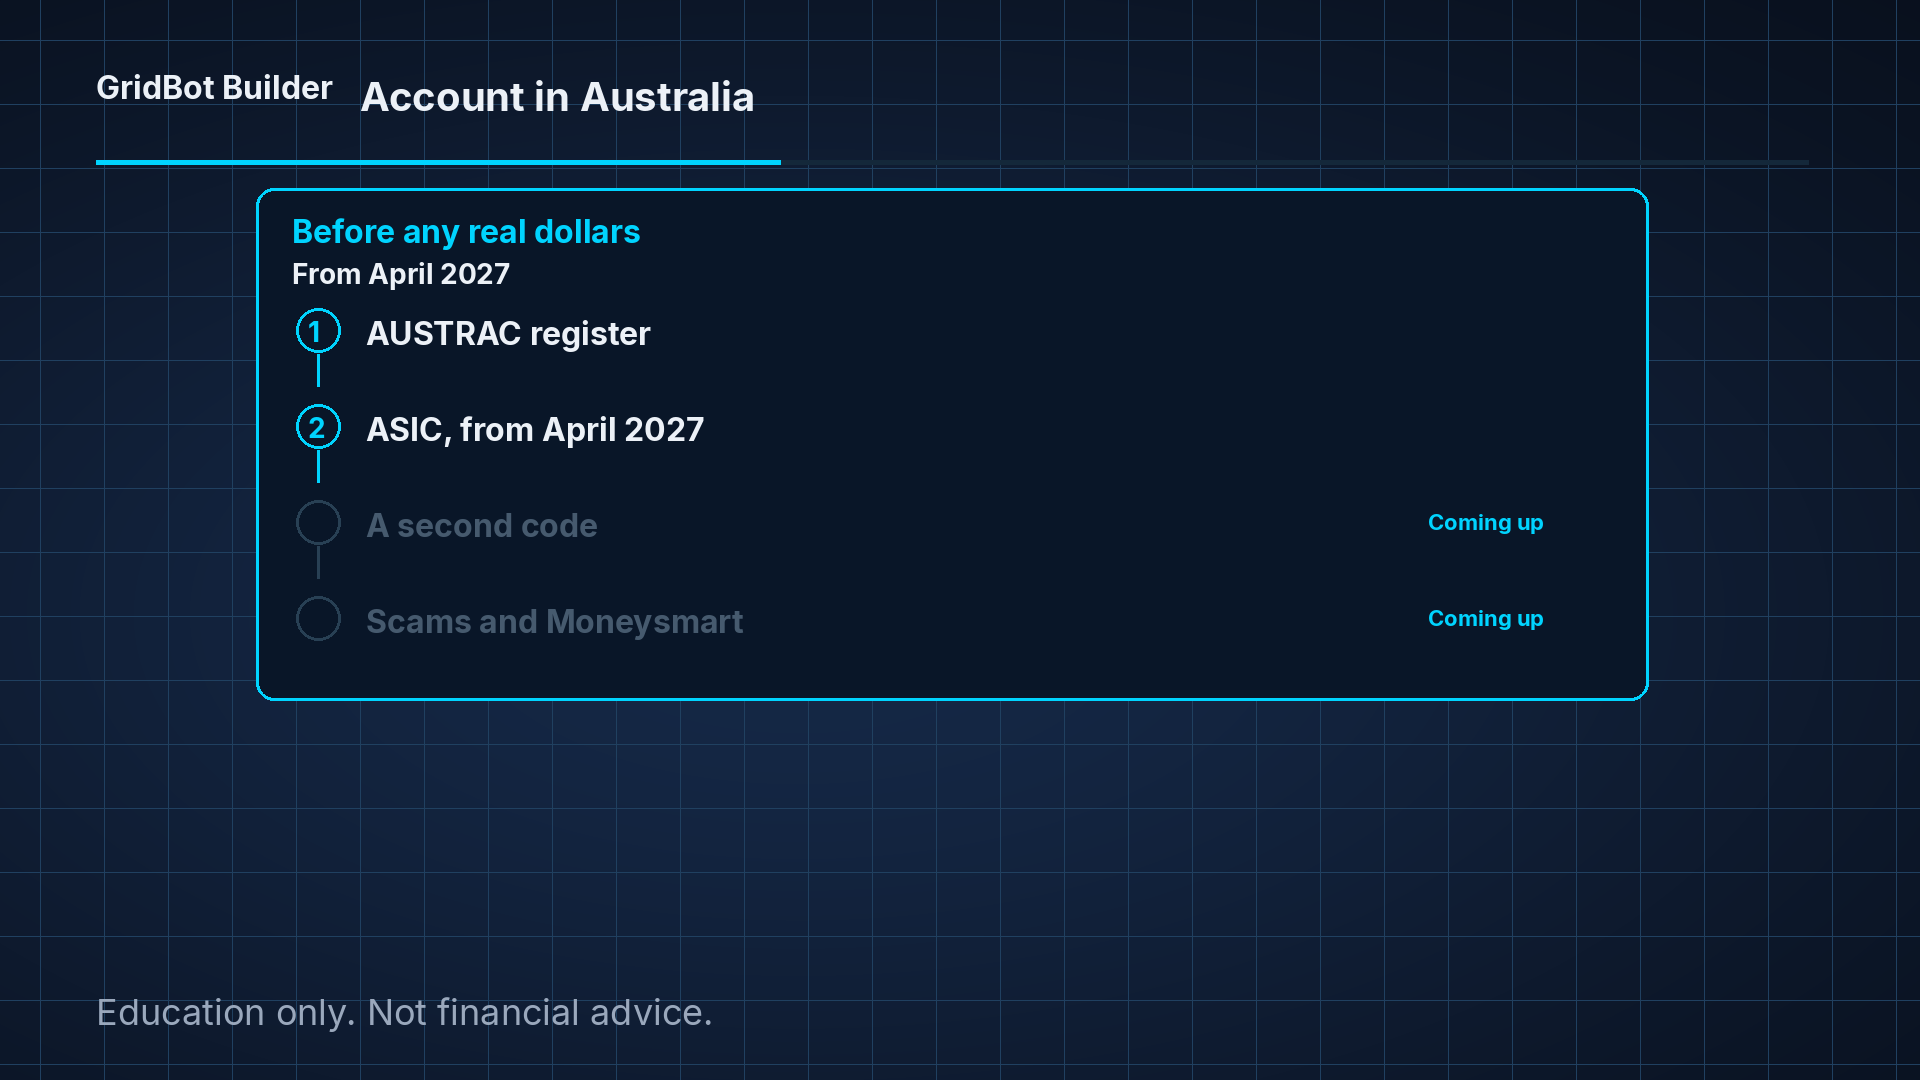 GridBot Builder
Account in Australia
Before any real dollars
From April 2027
1 AUSTRAC register
2 ASIC, from April 2027
A second code Coming up
Scams and Moneysmart Coming up
Education only. Not financial advice.